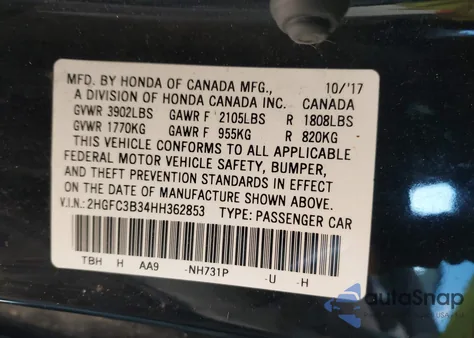 MFD. BY HONDA OF CANADA MFG., 10/'17
A DIVISION OF HONDA CANADA INC. CANADA
GVWR 3902LBS GAWR F 2105LBS R 1808LBS
GVWR 1770KG GAWR F 955KG R 820KG
THIS VEHICLE CONFORMS TO ALL APPLICABLE
FEDERAL MOTOR VEHICLE SAFETY, BUMPER,
AND THEFT PREVENTION STANDARDS IN EFFECT
ON THE DATE OF MANUFACTURE SHOWN ABOVE.
V.I.N.: 2HGFC3B34HH362853 TYPE: PASSENGER CAR
TBH H AA9 -NH731P -U -H
autoSnap